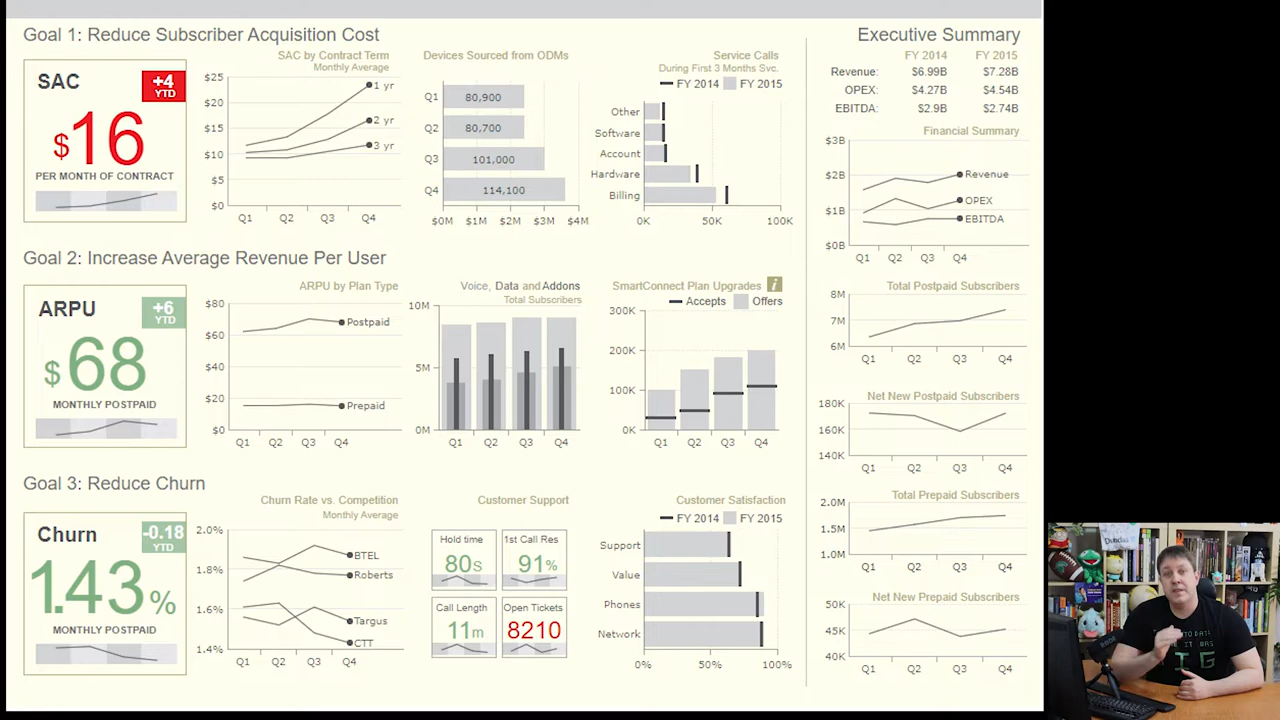 Goal 1: Reduce Subscriber Acquisition Cost
SAC
+4
YTD
$16
PER MONTH OF CONTRACT
SAC by Contract Term
Monthly Average
$25
$20
$15
$10
$5
$0
1 yr
2 yr
3 yr
Q1 Q2 Q3 Q4
Devices Sourced from ODMs
Q1 80,900
Q2 80,700
Q3 101,000
Q4 114,100
$0M $1M $2M $3M $4M
Service Calls
During First 3 Months Svc.
FY 2014 FY 2015
Other
Software
Account
Hardware
Billing
0K 50K 100K
Goal 2: Increase Average Revenue Per User
ARPU
+6
YTD
$68
MONTHLY POSTPAID
ARPU by Plan Type
$80
$60
$40
$20
$0
Postpaid
Prepaid
Q1 Q2 Q3 Q4
Voice, Data and Addons
Total Subscribers
10M
5M
0M
Q1 Q2 Q3 Q4
SmartConnect Plan Upgrades i
Accepts Offers
300K
200K
100K
0K
Q1 Q2 Q3 Q4
Goal 3: Reduce Churn
Churn
-0.18
YTD
1.43%
MONTHLY POSTPAID
Churn Rate vs. Competition
Monthly Average
2.0%
1.8%
1.6%
1.4%
BTEL
Roberts
Targus
CTT
Q1 Q2 Q3 Q4
Customer Support
Hold time
80s
1st Call Res
91%
Call Length
11m
Open Tickets
8210
Customer Satisfaction
FY 2014 FY 2015
Support
Value
Phones
Network
0% 50% 100%
Executive Summary
FY 2014 FY 2015
Revenue: $6.99B $7.28B
OPEX: $4.27B $4.54B
EBITDA: $2.9B $2.74B
Financial Summary
$3B
$2B
$1B
$0B
Revenue
OPEX
EBITDA
Q1 Q2 Q3 Q4
Total Postpaid Subscribers
8M
7M
6M
Q1 Q2 Q3 Q4
Net New Postpaid Subscribers
180K
160K
140K
Q1 Q2 Q3 Q4
Total Prepaid Subscribers
2.0M
1.5M
1.0M
Q1 Q2 Q3 Q4
Net New Prepaid Subscribers
50K
45K
40K
Q1 Q2 Q3 Q4